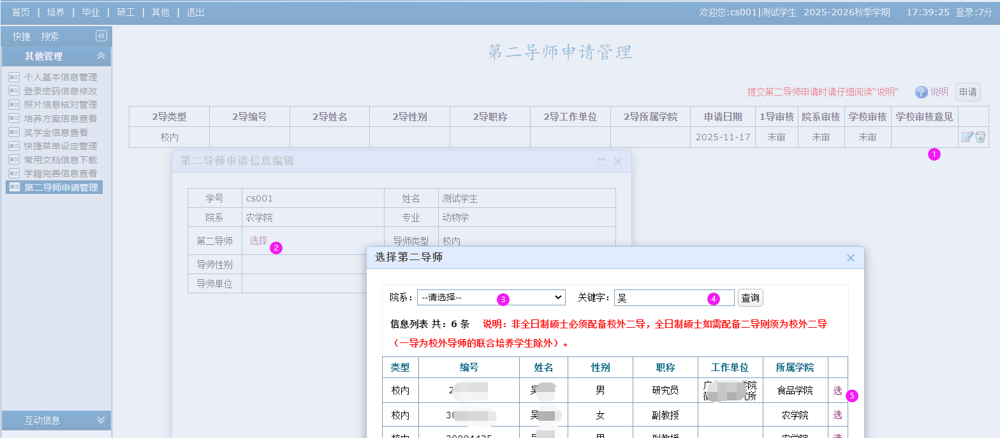 首页 | 培养 | 毕业 | 研工 | 其他 | 退出
欢迎您:cs001|测试学生 2025-2026秋季学期 17:39:25 登录:7分
快捷 搜索
其他管理
个人基本信息管理
登录密码信息修改
照片信息核对管理
培养方案信息查看
奖学金信息查看
快捷菜单设定管理
常用文档信息下载
学籍完善信息查看
第二导师申请管理
互动信息
第二导师申请管理
提交第二导师申请时请仔细阅读“说明” ? 说明 申请
2导类型 2导编号 2导姓名 2导性别 2导职称 2导工作单位 2导所属学院 申请日期 1导审核 院系审核 学校审核 学校审核意见
校内 2025-11-17 未审 未审 未审
1
第二导师申请信息编辑
学号 cs001 姓名 测试学生
院系 农学院 专业 动物学
第二导师 选择 2 导师类型 校内
导师性别
导师单位
选择第二导师
院系： --请选择-- 3 关键字： 吴 4 查询
信息列表 共：6 条 说明：非全日制硕士必须配备校外二导，全日制硕士如需配备二导则须为校外二导
（一导为校外导师的联合培养学生除外）。
类型 编号 姓名 性别 职称 工作单位 所属学院
校内 2 吴 男 研究员 学院 究所 食品学院 选 5
校内 30 吴 女 副教授 农学院 选
校内 男 副教授 农学院 选